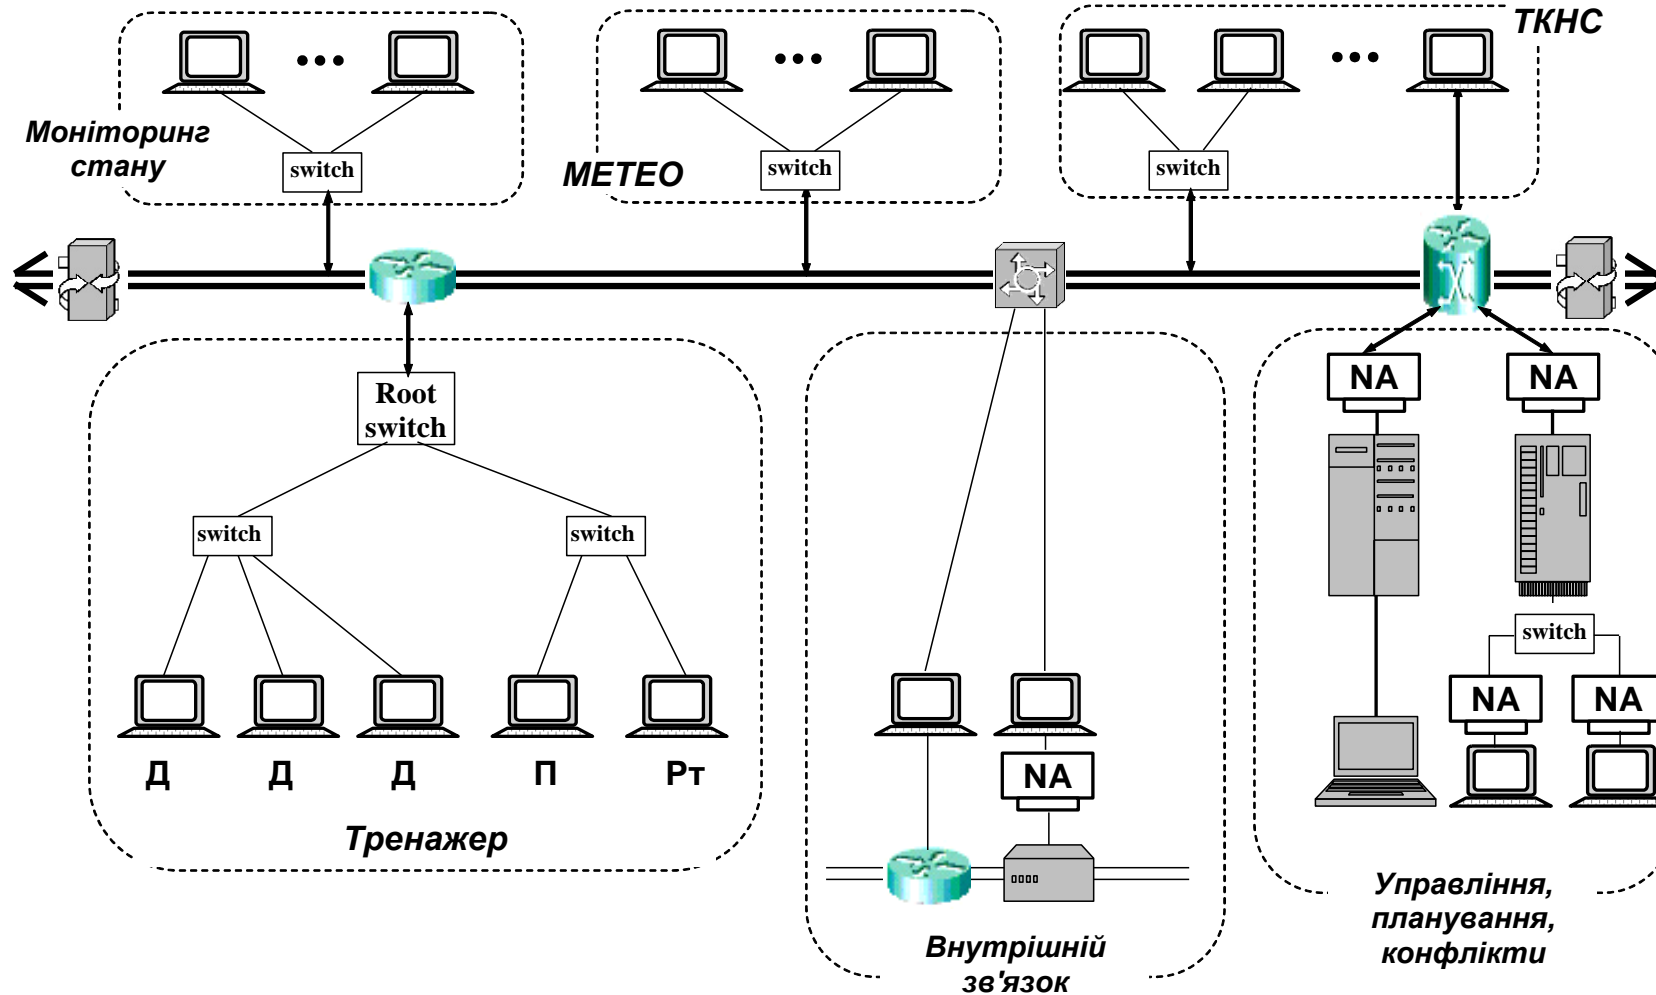 ТКНС
Моніторинг
стану
switch
МЕТЕО
switch
switch
Root
switch
switch
switch
Д
Д
Д
П
Рт
Тренажер
NA
Внутрішній
зв'язок
NA
NA
switch
NA
NA
Управління,
планування,
конфлікти